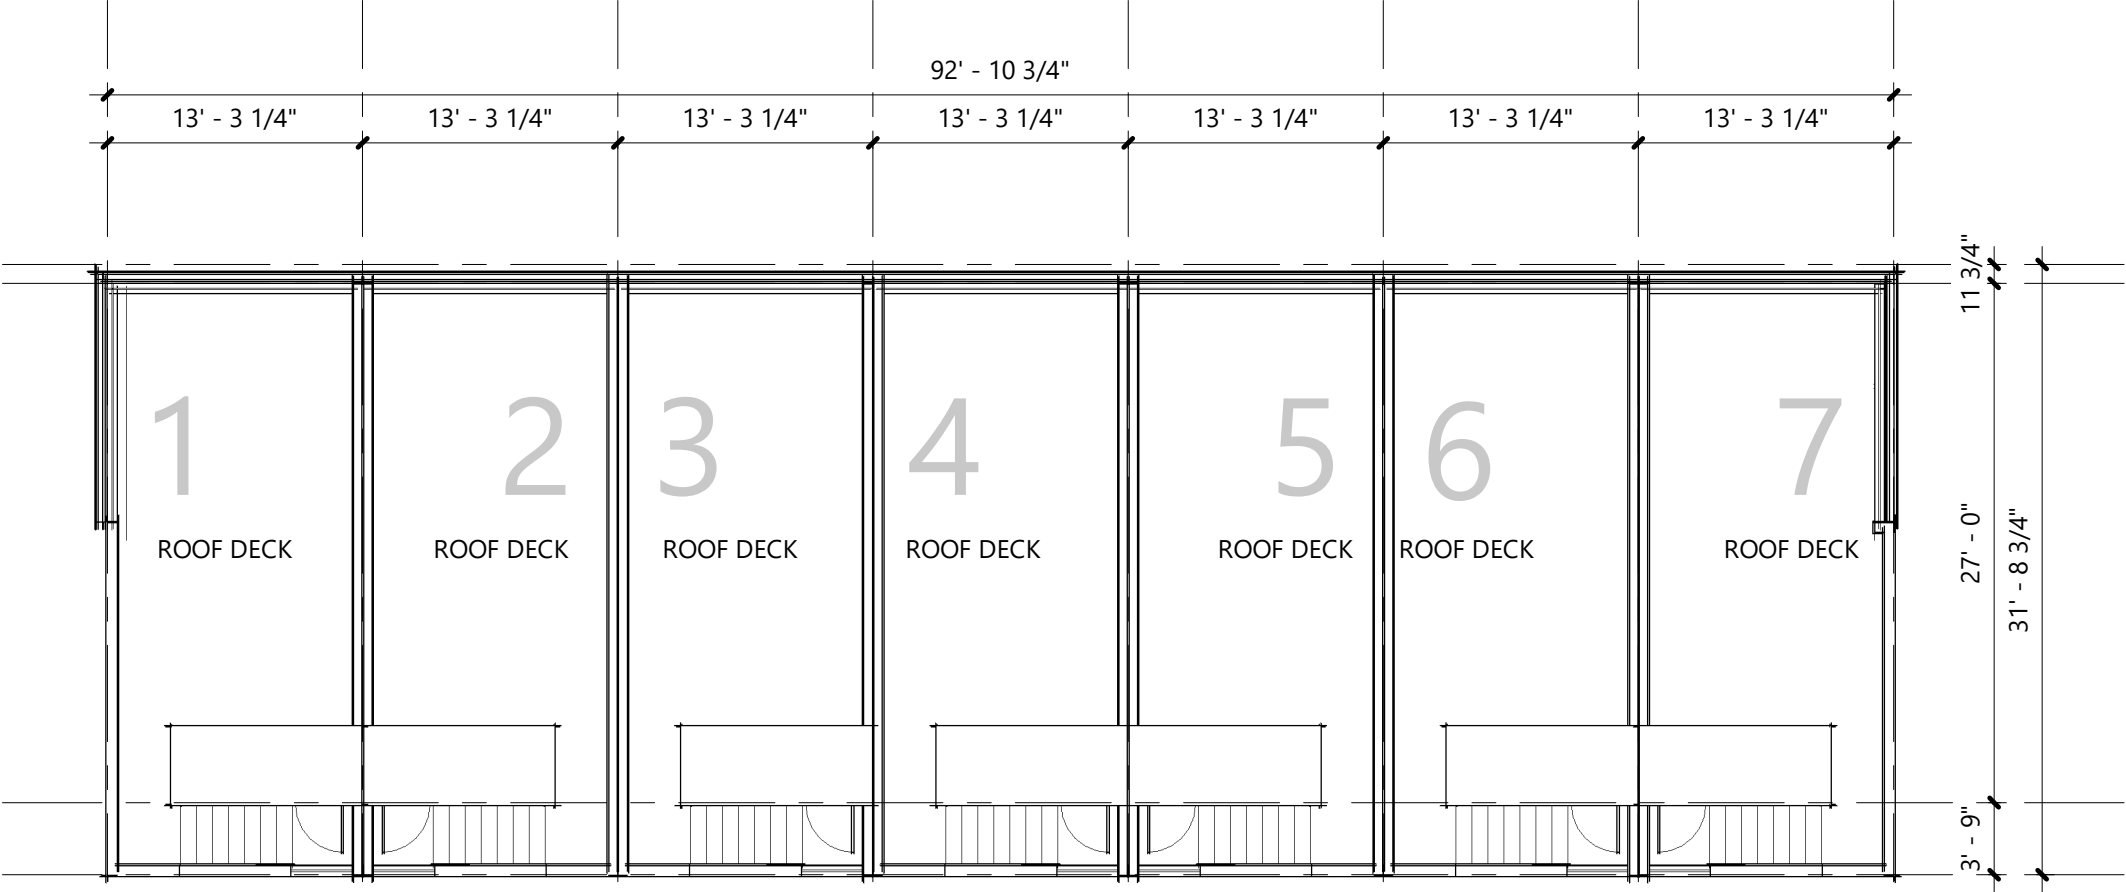 92' - 10 3/4"
13' - 3 1/4" 13' - 3 1/4" 13' - 3 1/4" 13' - 3 1/4" 13' - 3 1/4" 13' - 3 1/4" 13' - 3 1/4"
11 3/4"
1 2 3 4 5 6 7
ROOF DECK ROOF DECK ROOF DECK ROOF DECK ROOF DECK ROOF DECK ROOF DECK
27' - 0"
31' - 8 3/4"
3' - 9"